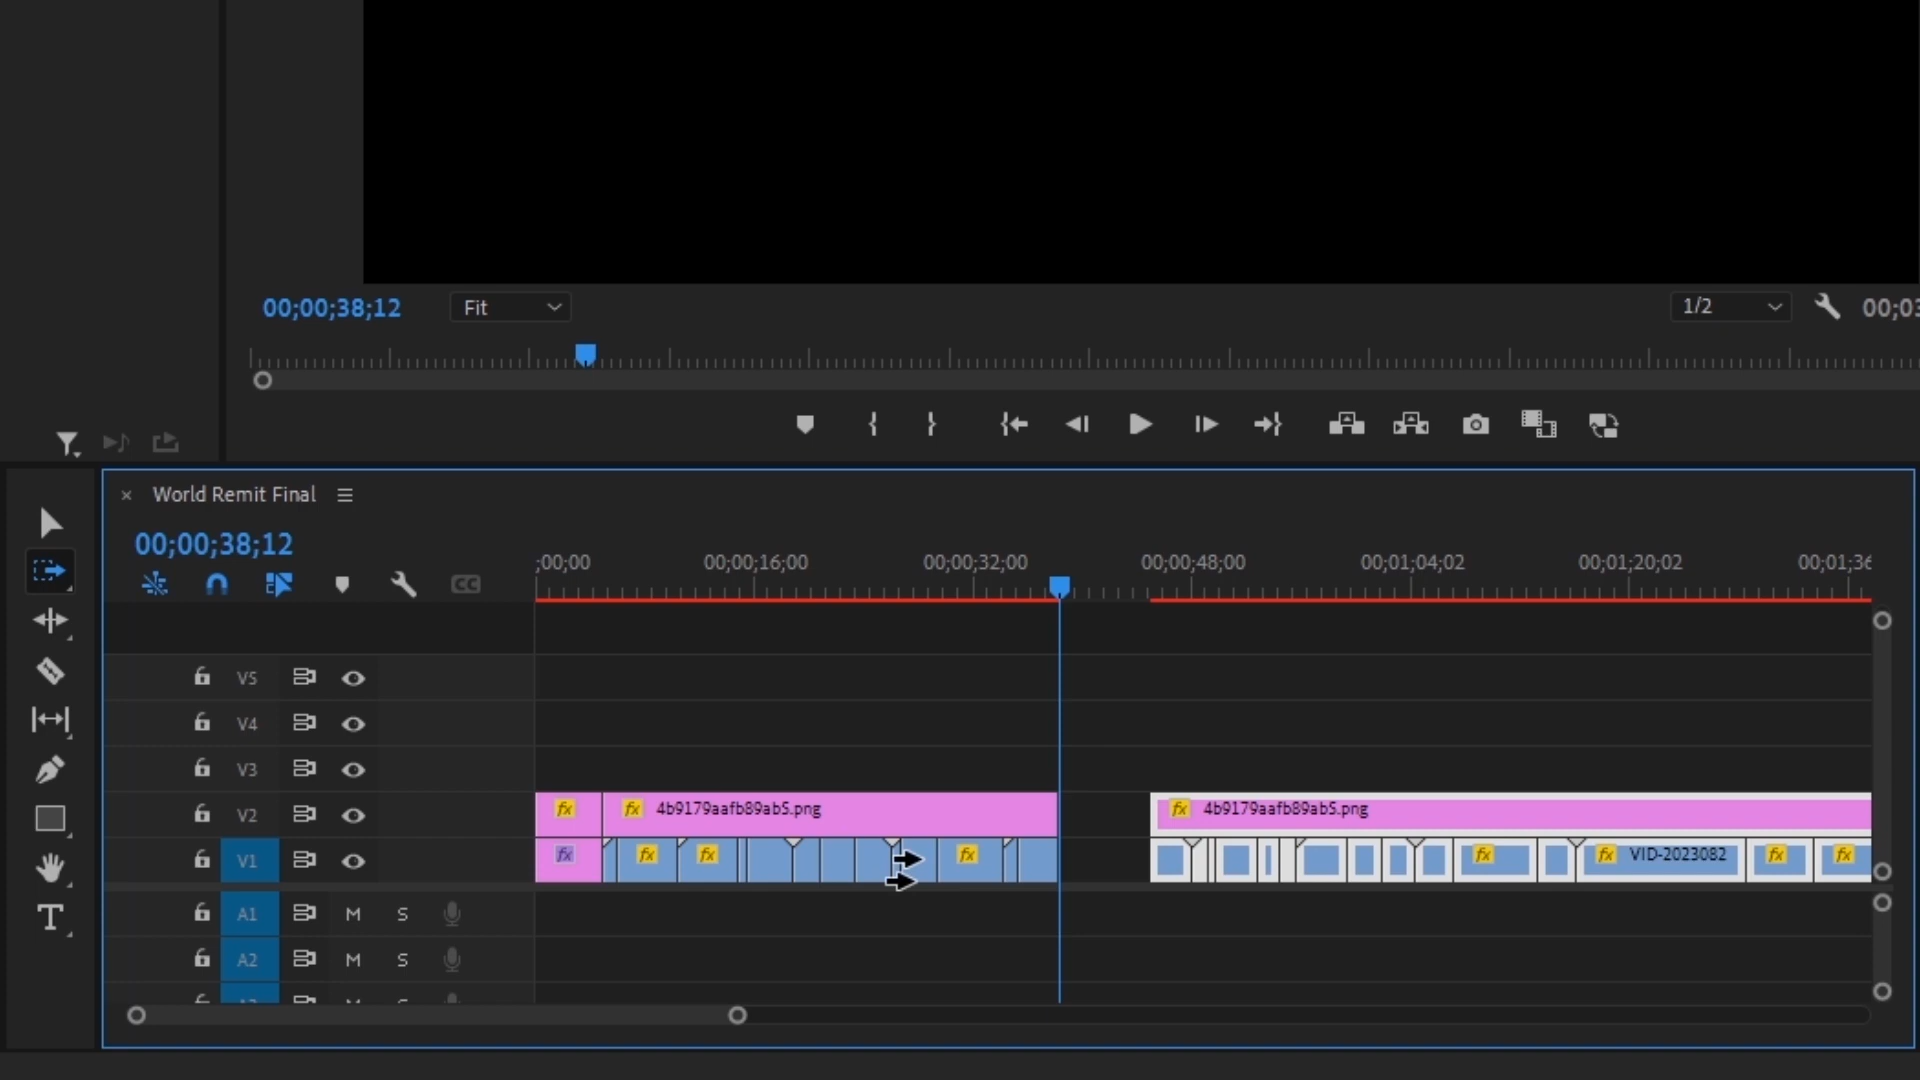 00;00;38;12
Fit
1/2
World Remit Final
00;00;38;12
;00;00
00;00;16;00
00;00;32;00
00;00;48;00
00;01;04;02
00;01;20;02
CC
V5
V4
V3
V2
fx
fx 4b9179aafb89ab5.png
fx 4b9179aafb89ab5.png
V1
fx
fx
fx
fx
fx
fx VID-2023082
fx
fx
A1 M S
A2 M S
T